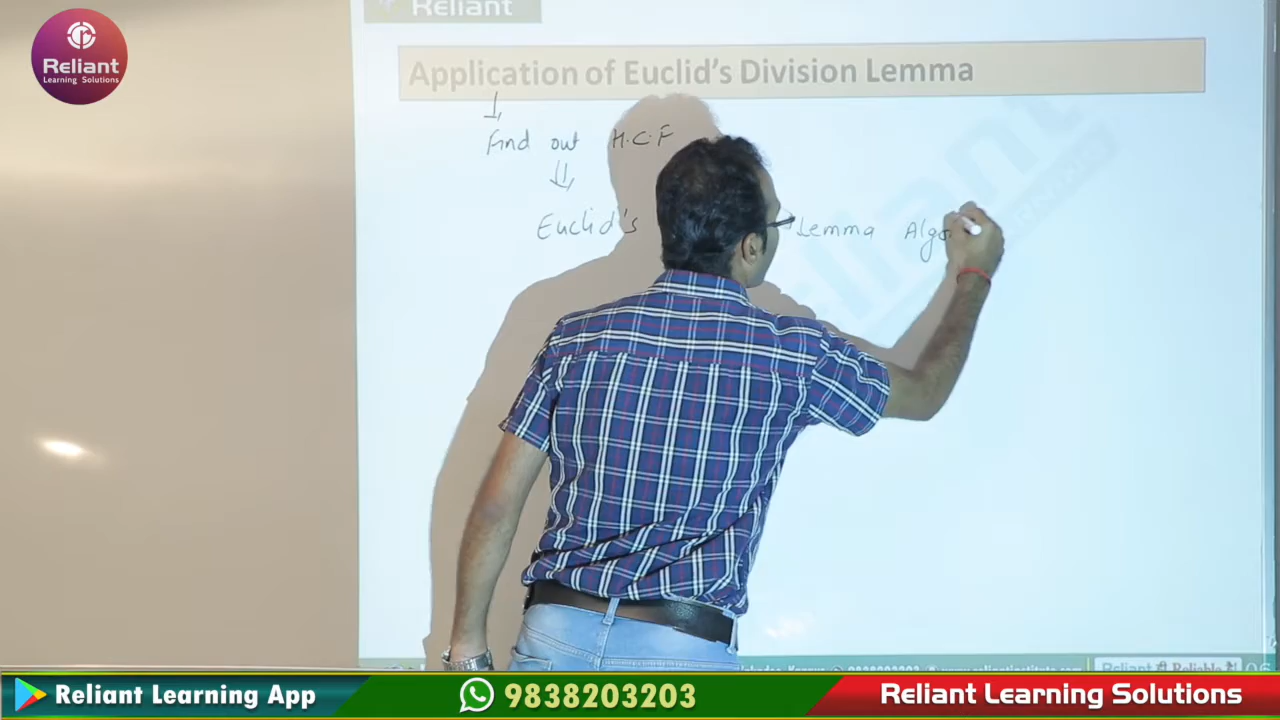 Reliant
Reliant
Learning Solutions
Application of Euclid's Division Lemma
Find out H.C.F
Euclid's Lemma Algo
Reliant Learning App
9838203203
Reliant Learning Solutions